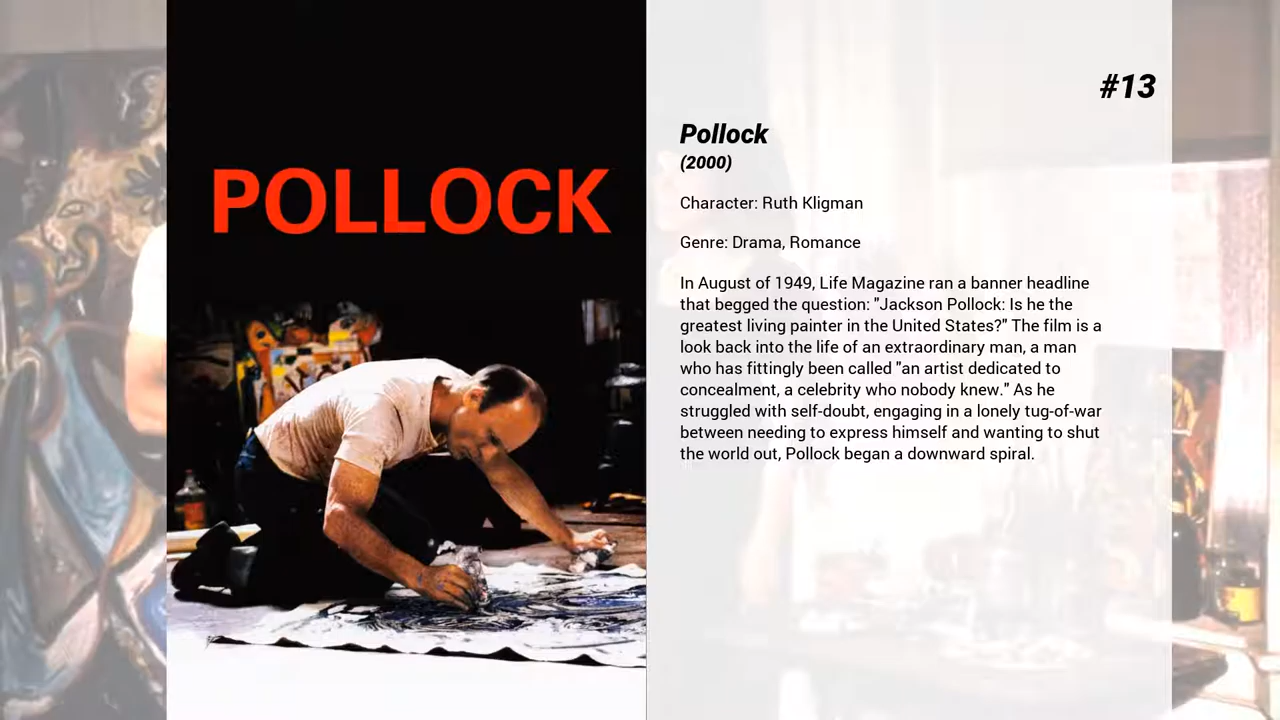 POLLOCK
#13
Pollock
(2000)
Character: Ruth Kligman
Genre: Drama, Romance
In August of 1949, Life Magazine ran a banner headline
that begged the question: "Jackson Pollock: Is he the
greatest living painter in the United States?" The film is a
look back into the life of an extraordinary man, a man
who has fittingly been called "an artist dedicated to
concealment, a celebrity who nobody knew." As he
struggled with self-doubt, engaging in a lonely tug-of-war
between needing to express himself and wanting to shut
the world out, Pollock began a downward spiral.